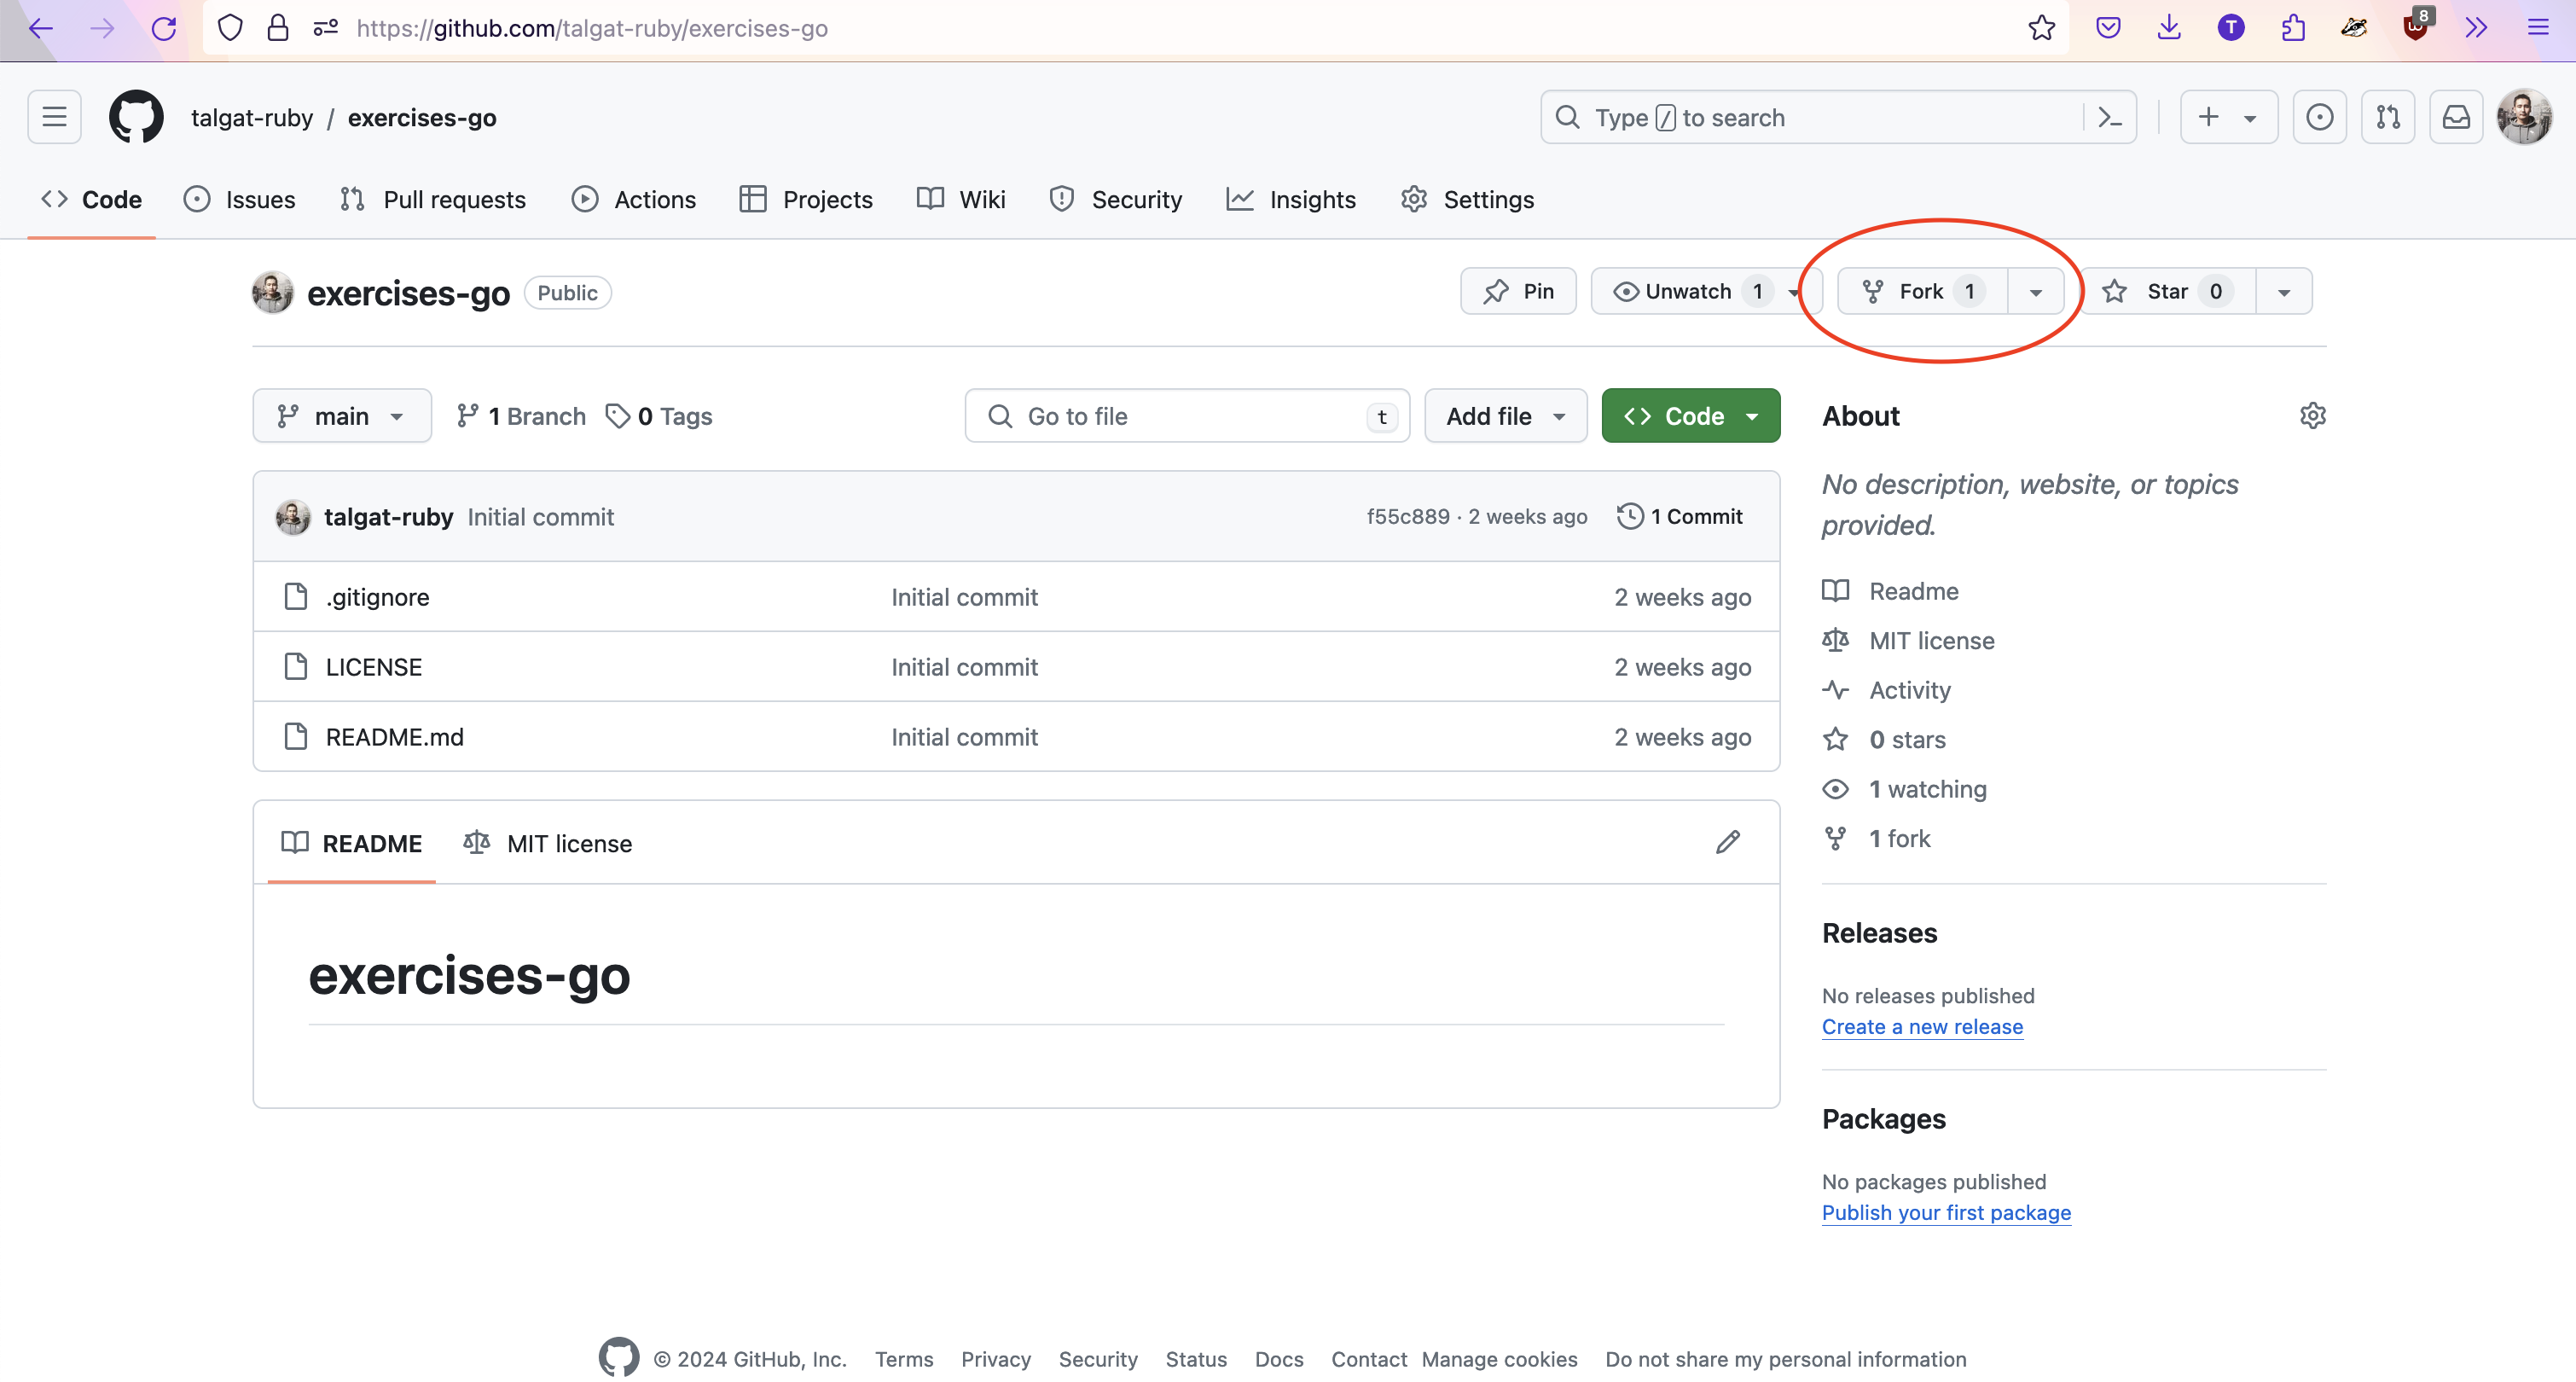 https://github.com/talgat-ruby/exercises-go
T
8
talgat-ruby / exercises-go
Type / to search
Code
Issues
Pull requests
Actions
Projects
Wiki
Security
Insights
Settings
exercises-go Public
Pin
Unwatch 1
Fork 1
Star 0
main
1 Branch
0 Tags
Go to file t
Add file
Code
talgat-ruby Initial commit f55c889 · 2 weeks ago 1 Commit
.gitignore Initial commit 2 weeks ago
LICENSE Initial commit 2 weeks ago
README.md Initial commit 2 weeks ago
README MIT license
exercises-go
About
No description, website, or topics
provided.
Readme
MIT license
Activity
0 stars
1 watching
1 fork
Releases
No releases published
Create a new release
Packages
No packages published
Publish your first package
© 2024 GitHub, Inc. Terms Privacy Security Status Docs Contact Manage cookies Do not share my personal information